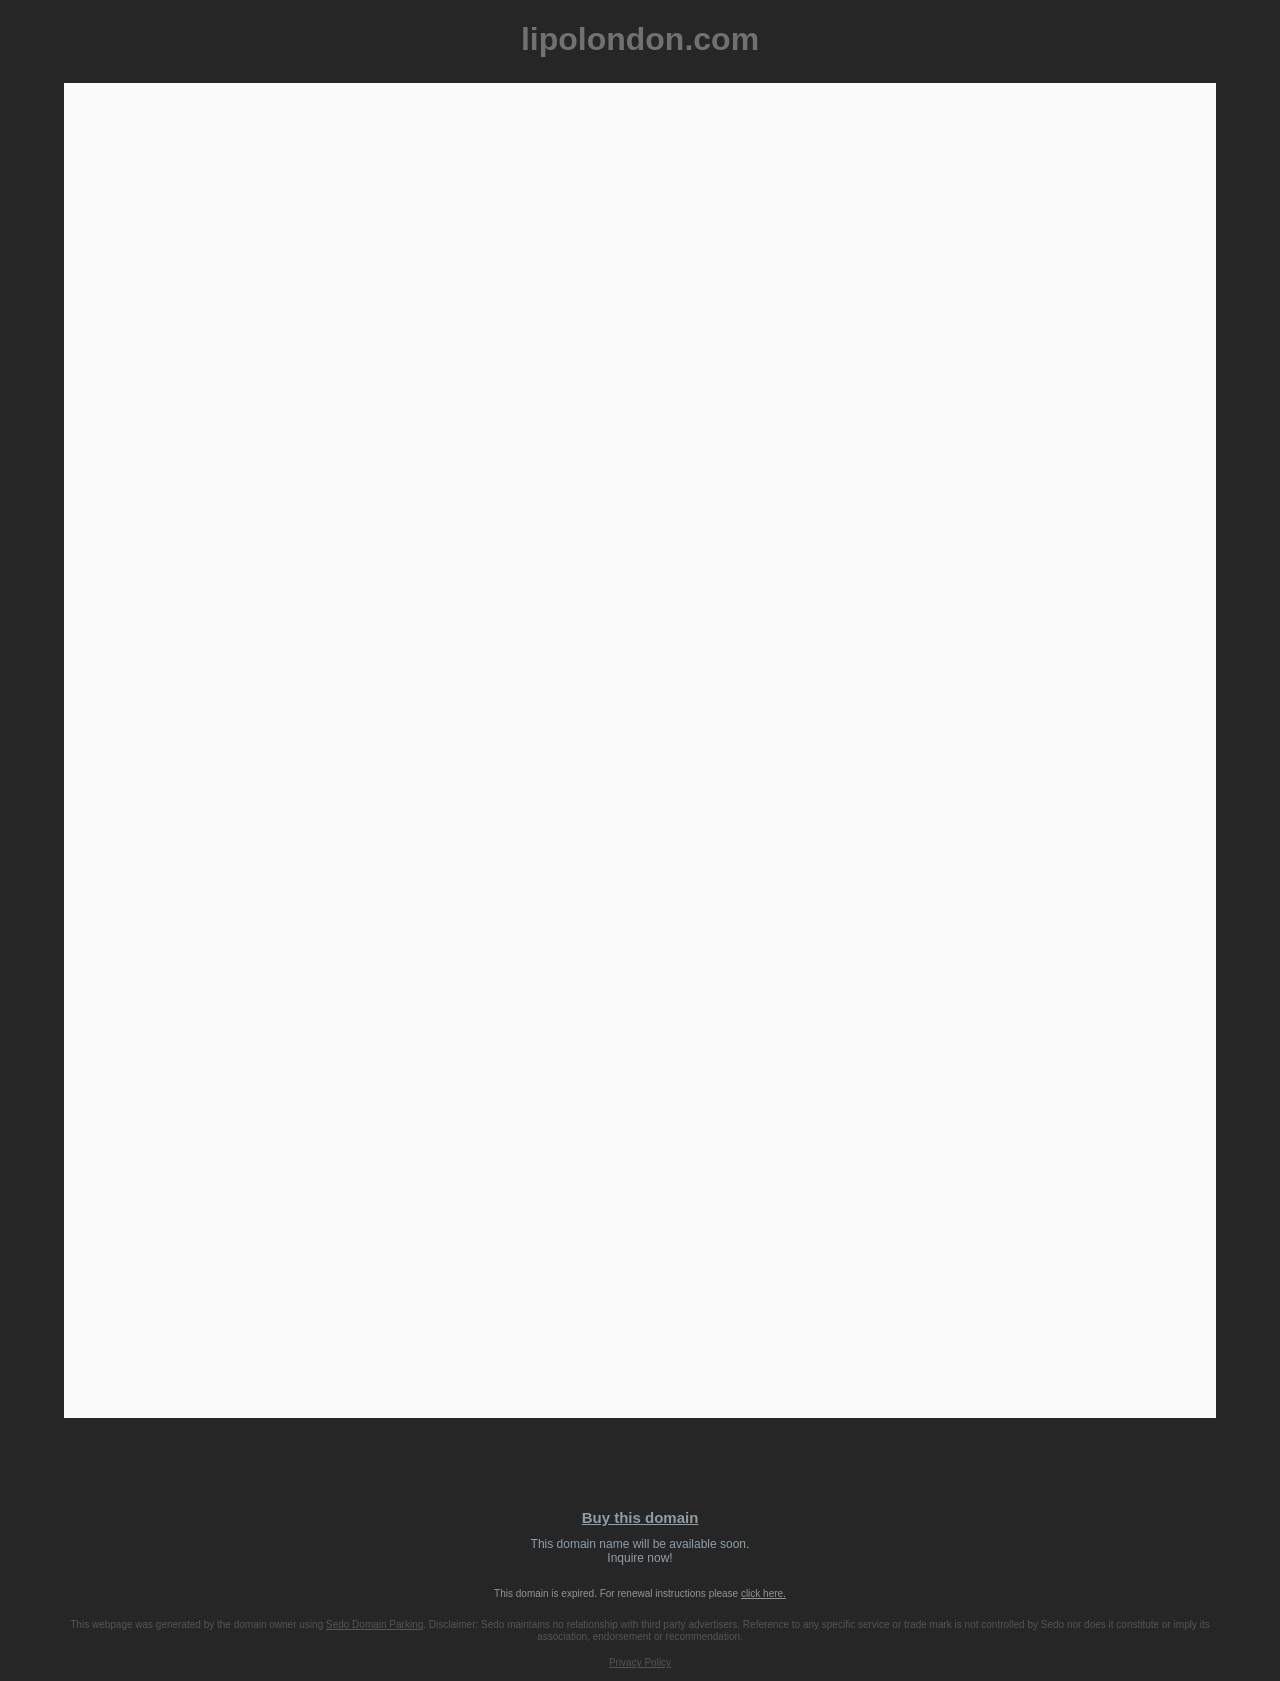 lipolondon.com
Buy this domain
This domain name will be available soon.
Inquire now!
This domain is expired. For renewal instructions please click here.
This webpage was generated by the domain owner using Sedo Domain Parking. Disclaimer: Sedo maintains no relationship with third party advertisers. Reference to any specific service or trade mark is not controlled by Sedo nor does it constitute or imply its
association, endorsement or recommendation.
Privacy Policy